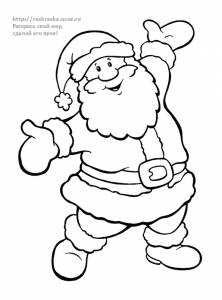 http://raskraska.ucoz.ru
Раскрась свой мир,
сделай его ярче!